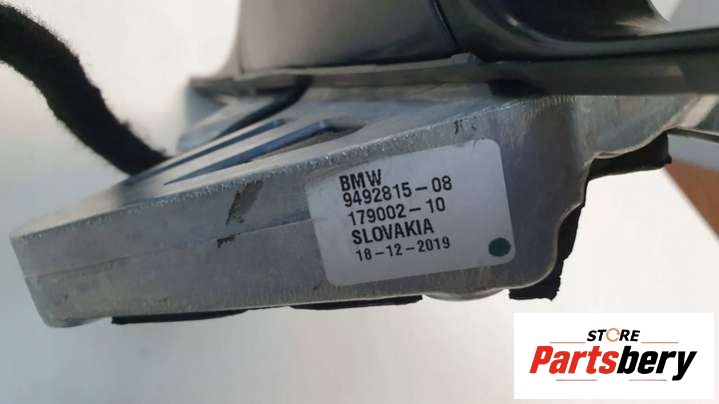 BMW
9492815-08
179002-10
SLOVAKIA
18-12-2019
STORE
Partsbery